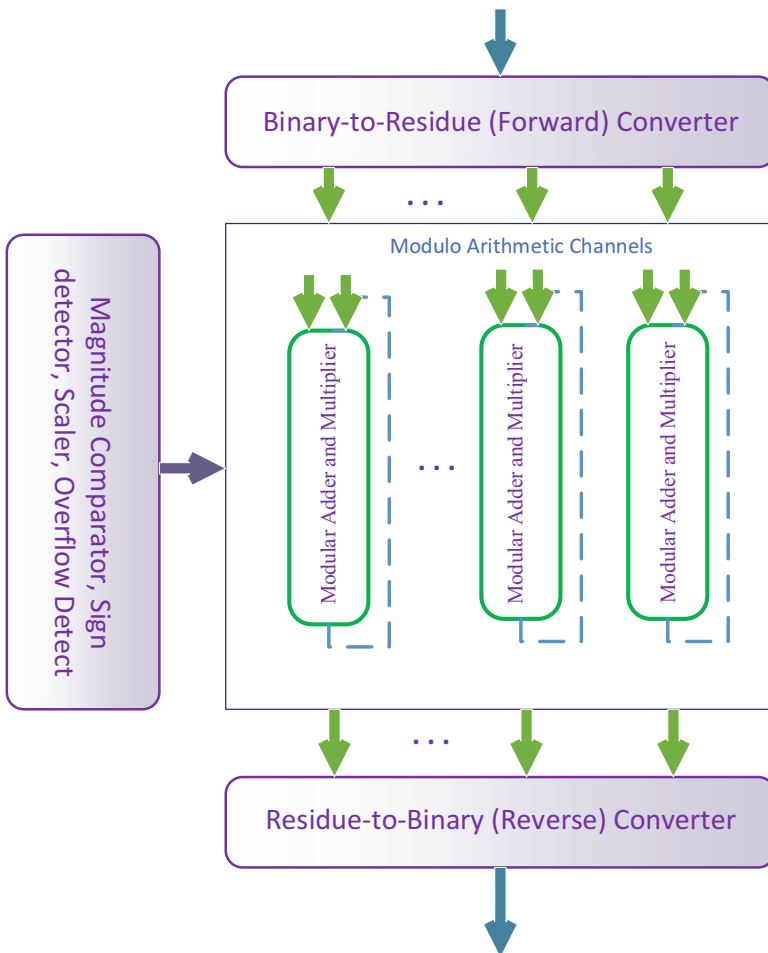 Binary-to-Residue (Forward) Converter
. . .
Modulo Arithmetic Channels
Magnitude Comparator, Sign
detector, Scaler, Overflow Detect
Modular Adder and Multiplier
. . .
Modular Adder and Multiplier
Modular Adder and Multiplier
. . .
Residue-to-Binary (Reverse) Converter